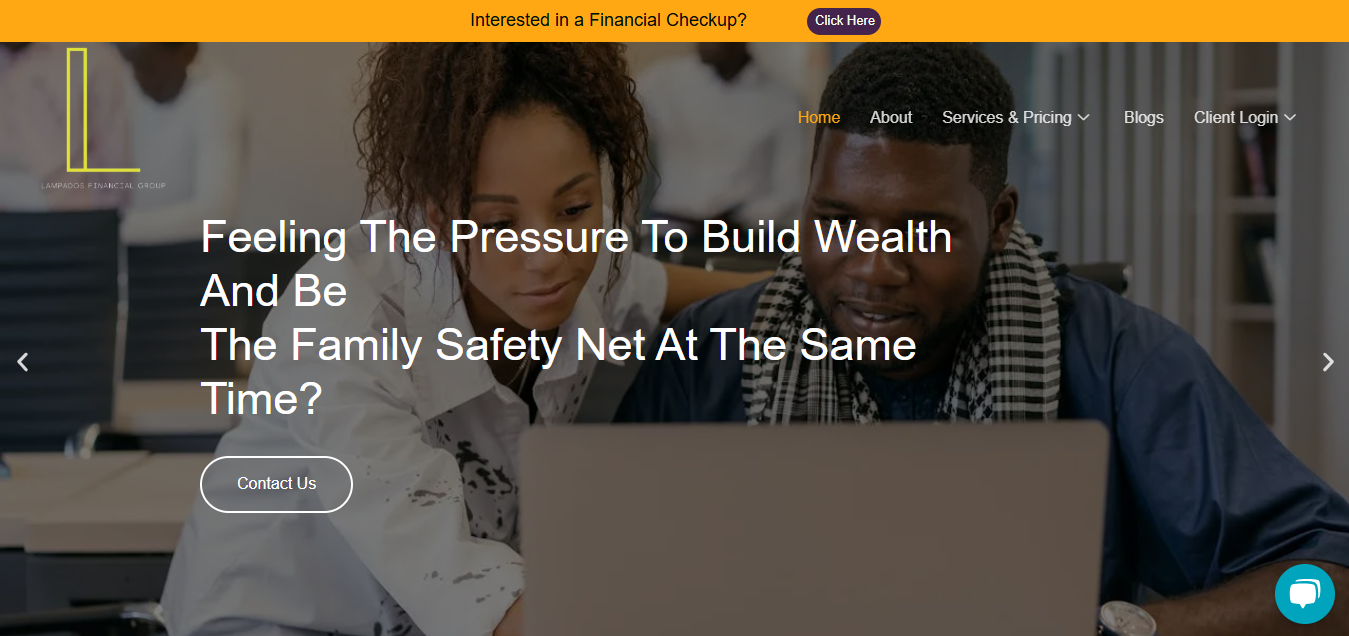 Interested in a Financial Checkup? Click Here
LAMPADOS FINANCIAL GROUP
Home About Services & Pricing Blogs Client Login
Feeling The Pressure To Build Wealth
And Be
The Family Safety Net At The Same
Time?
Contact Us